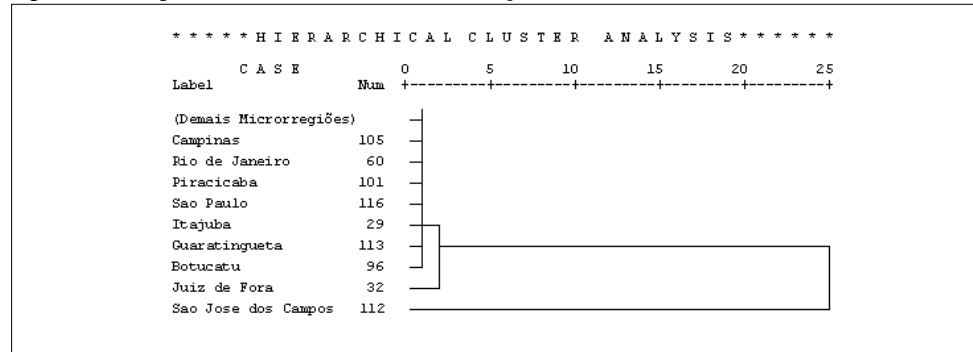 * * * * * H I E R A R C H I C A L C L U S T E R A N A L Y S I S * * * * * *
C A S E 0 5 10 15 20 25
Label Num +---------+---------+---------+---------+---------+
(Demais Microrregiões)
Campinas 105
Rio de Janeiro 60
Piracicaba 101
Sao Paulo 116
Itajuba 29
Guaratingueta 113
Botucatu 96
Juiz de Fora 32
Sao Jose dos Campos 112